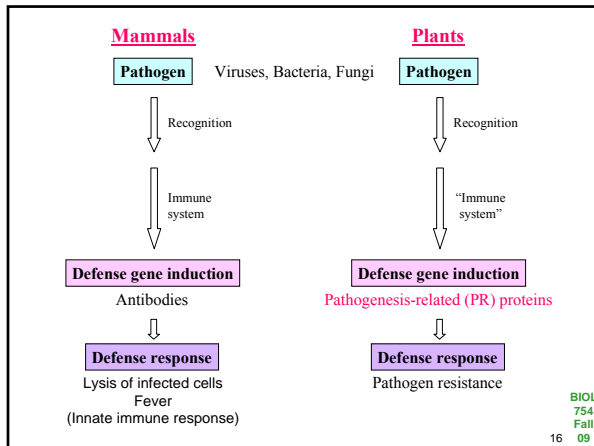 Mammals
Plants
Pathogen
Viruses, Bacteria, Fungi
Pathogen
Recognition
Recognition
Immune
system
“Immune
system”
Defense gene induction
Defense gene induction
Antibodies
Pathogenesis-related (PR) proteins
Defense response
Defense response
Lysis of infected cells
Fever
(Innate immune response)
Pathogen resistance
BIOL
754
Fall
16 09